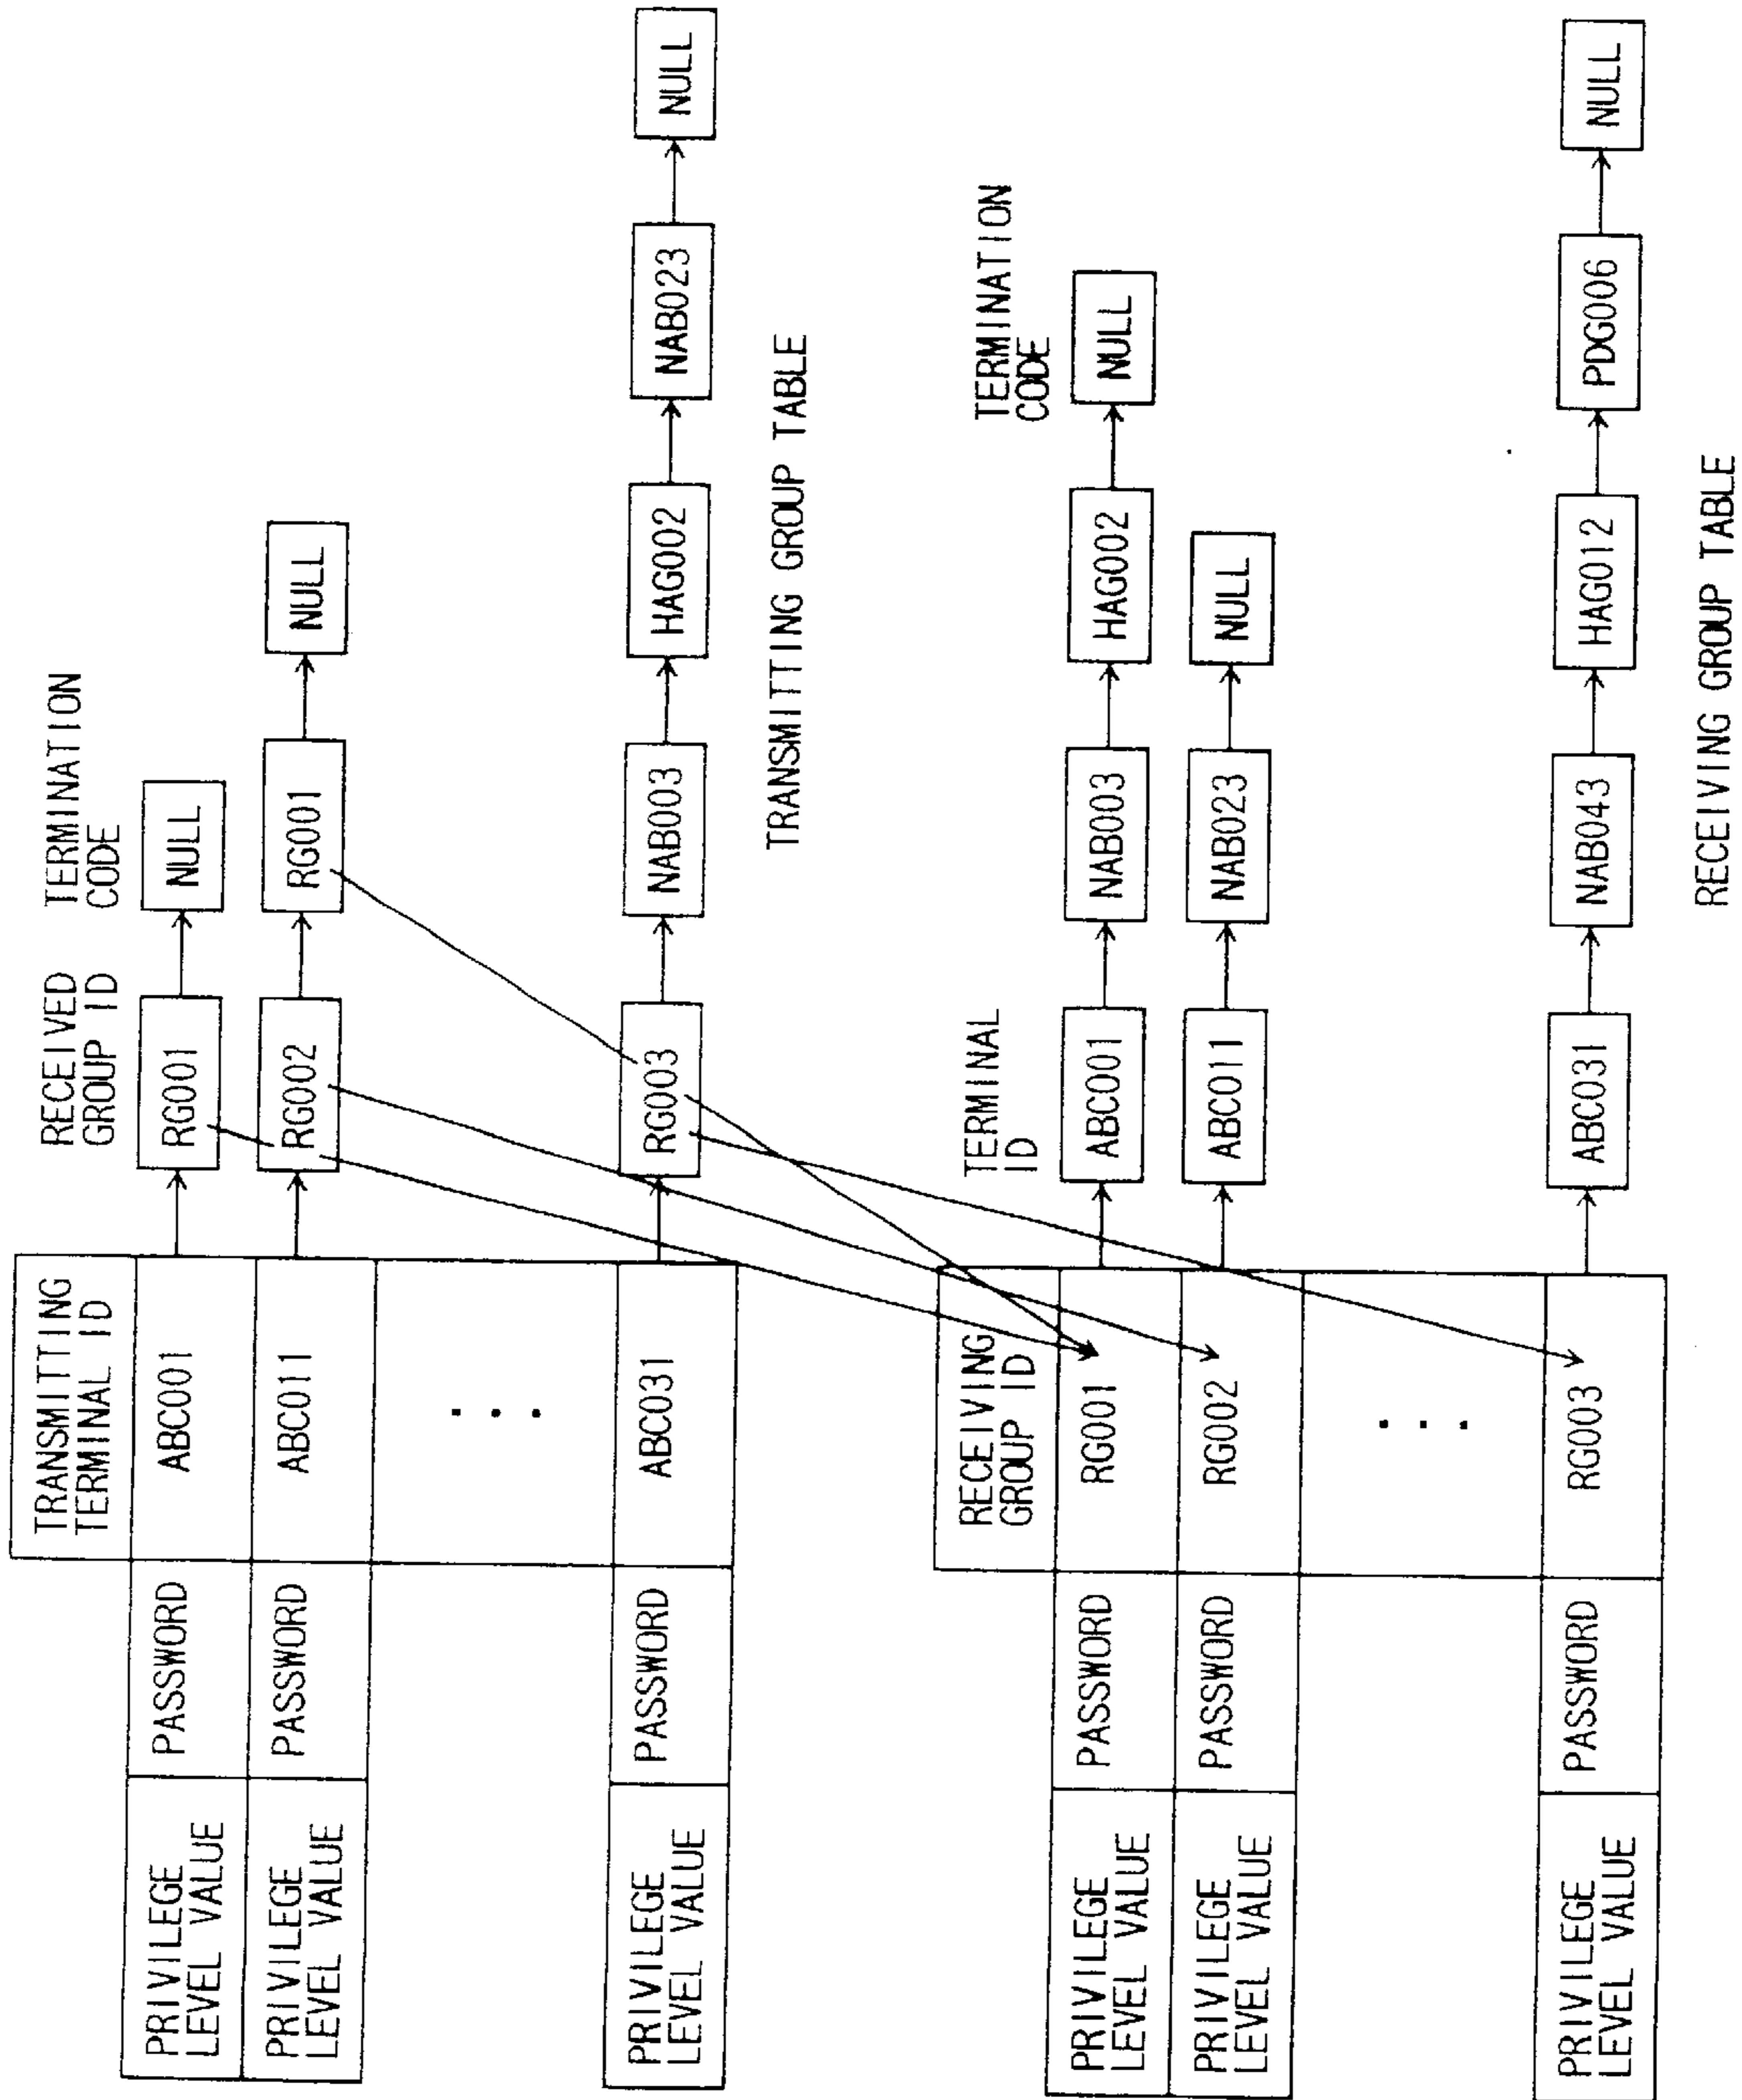 TRANSMITTING
TERMINAL ID
RECEIVED
GROUP ID
TERMINATION
CODE
PRIVILEGE
LEVEL VALUE
PASSWORD
ABC001
RG001
NULL
PRIVILEGE
LEVEL VALUE
PASSWORD
ABC011
RG002
RG001
NULL
...
PRIVILEGE
LEVEL VALUE
PASSWORD
ABC031
RG003
NAB003
HAG002
NAB023
NULL
TRANSMITTING GROUP TABLE
RECEIVING
GROUP ID
TERMINAL
ID
TERMINATION
CODE
PRIVILEGE
LEVEL VALUE
PASSWORD
RG001
ABC001
NAB003
HAG002
NULL
PRIVILEGE
LEVEL VALUE
PASSWORD
RG002
ABC011
NAB023
NULL
...
PRIVILEGE
LEVEL VALUE
PASSWORD
RG003
ABC031
NAB043
HAG012
PDG006
NULL
RECEIVING GROUP TABLE